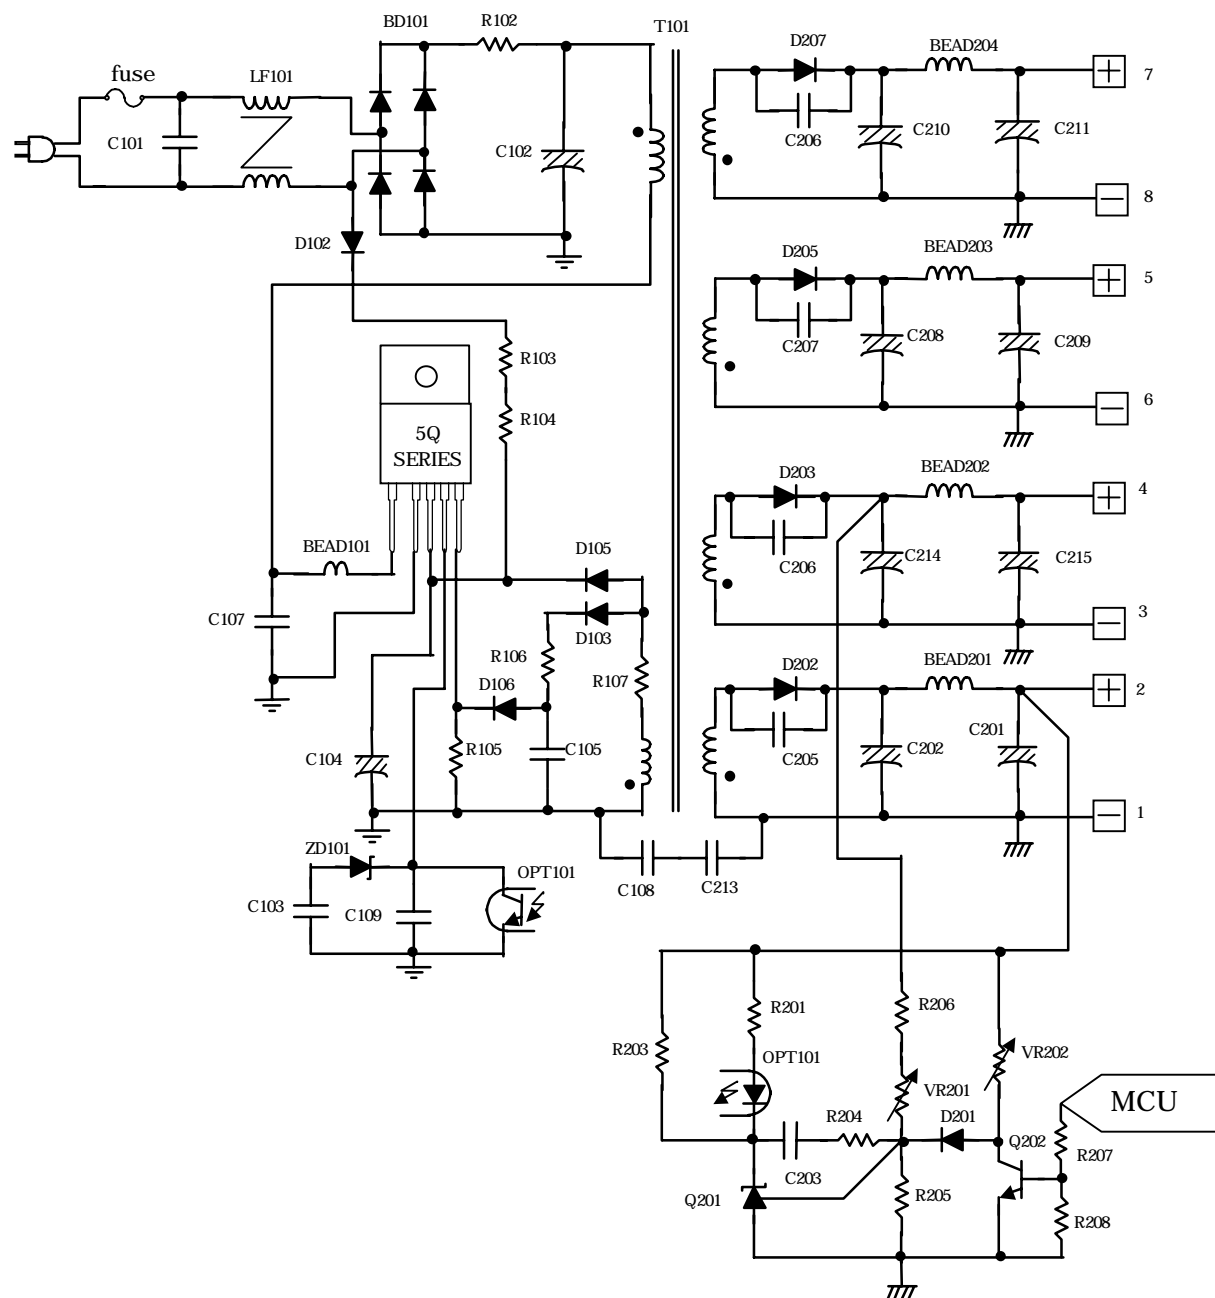 BD101
R102
T101
D207
BEAD204
fuse
LF101
7
C101
C102
C206
C210
C211
8
D102
D205
BEAD203
5
C207
C208
C209
R103
6
R104
5Q
SERIES
D203
BEAD202
4
BEAD101
D105
C206
C214
C215
C107
D103
3
R106
R107
D202
BEAD201
D106
2
C104
R105
C105
C205
C202
C201
1
ZD101
OPT101
C108
C213
C103
C109
R201
R206
R203
OPT101
VR202
VR201
MCU
R204
D201
Q202
R207
C203
Q201
R205
R208